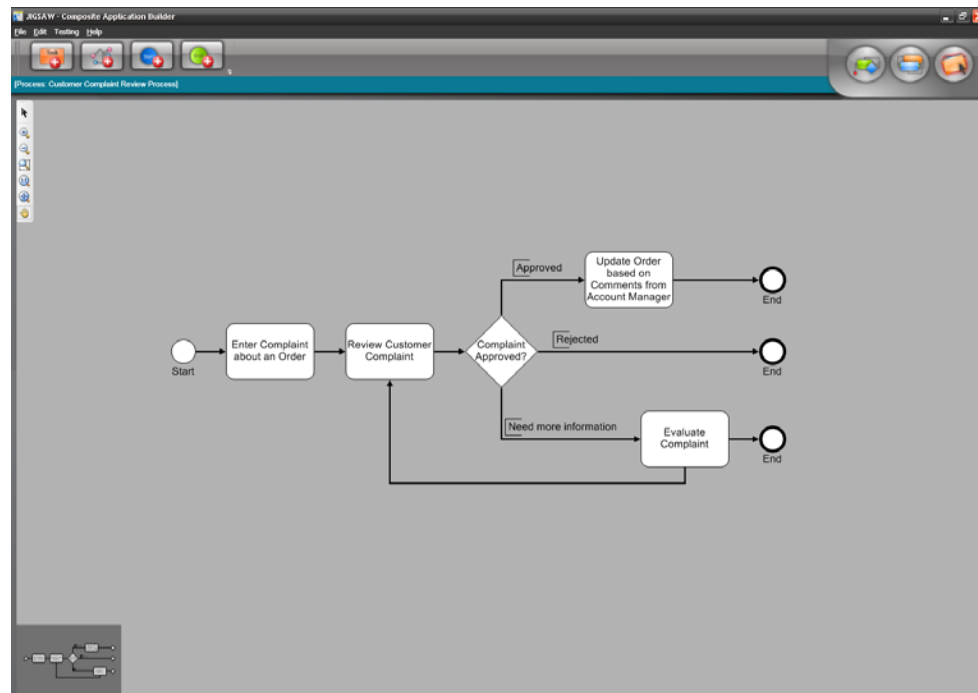 JIGSAW - Composite Application Builder
File Edit Testing Help
[Process: Customer Complaint Review Process]
Approved
Update Order
based on
Comments from
Account Manager
End
Start
Enter Complaint
about an Order
Review Customer
Complaint
Complaint
Approved?
Rejected
End
Need more information
Evaluate
Complaint
End